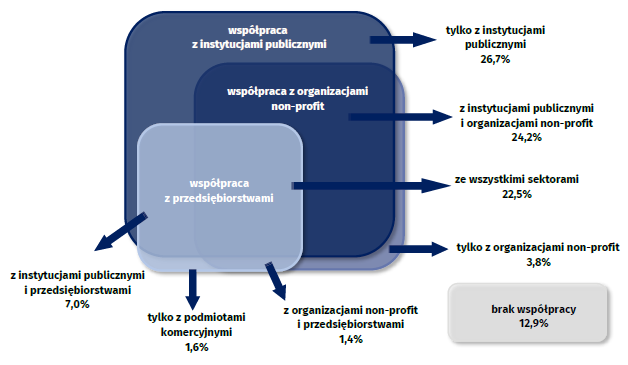 współpraca
z instytucjami publicznymi
tylko z instytucjami
publicznymi
26,7%
współpraca z organizacjami
non-profit
z instytucjami publicznymi
i organizacjami non-profit
24,2%
współpraca
z przedsiębiorstwami
ze wszystkimi sektorami
22,5%
tylko z organizacjami non-profit
3,8%
z instytucjami publicznymi
i przedsiębiorstwami
7,0%
tylko z podmiotami
komercyjnymi
1,6%
z organizacjami non-profit
i przedsiębiorstwami
1,4%
brak współpracy
12,9%